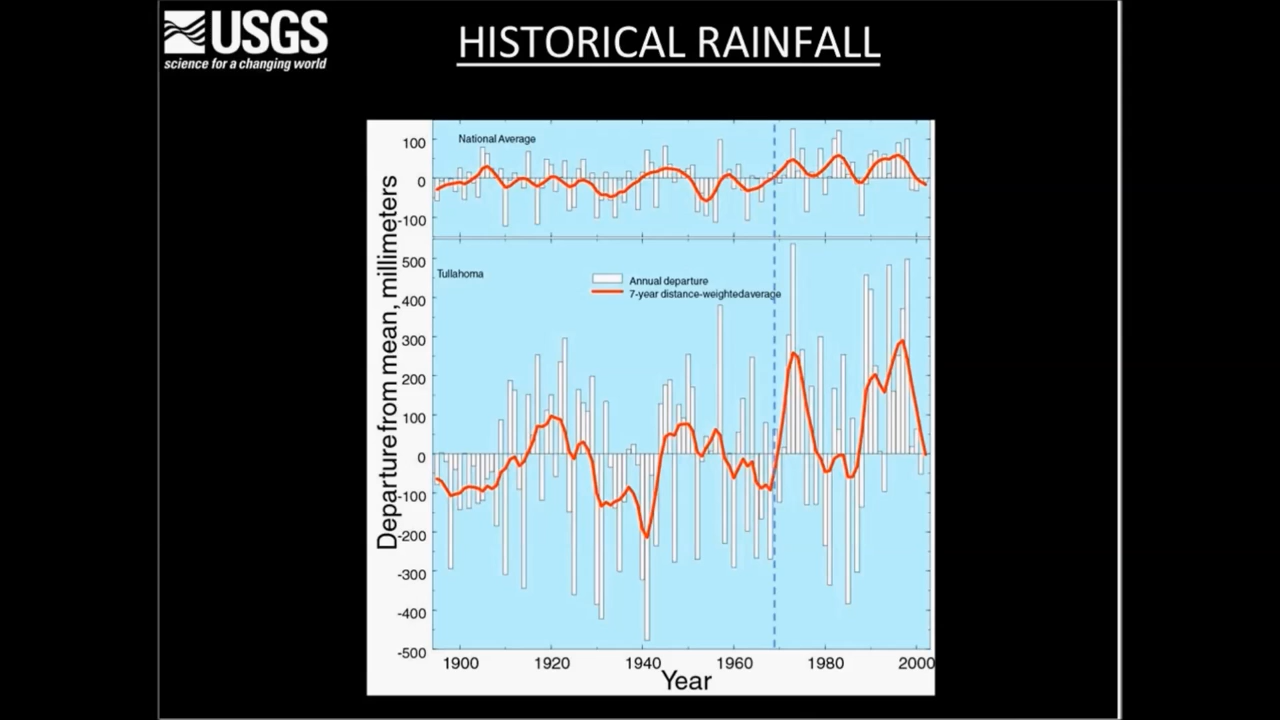 USGS
science for a changing world
HISTORICAL RAINFALL
National Average
100
0
-100
Tullahoma
Annual departure
7-year distance-weightedaverage
500
400
300
200
100
0
-100
-200
-300
-400
-500
Departure from mean, millimeters
1900 1920 1940 1960 1980 2000
Year